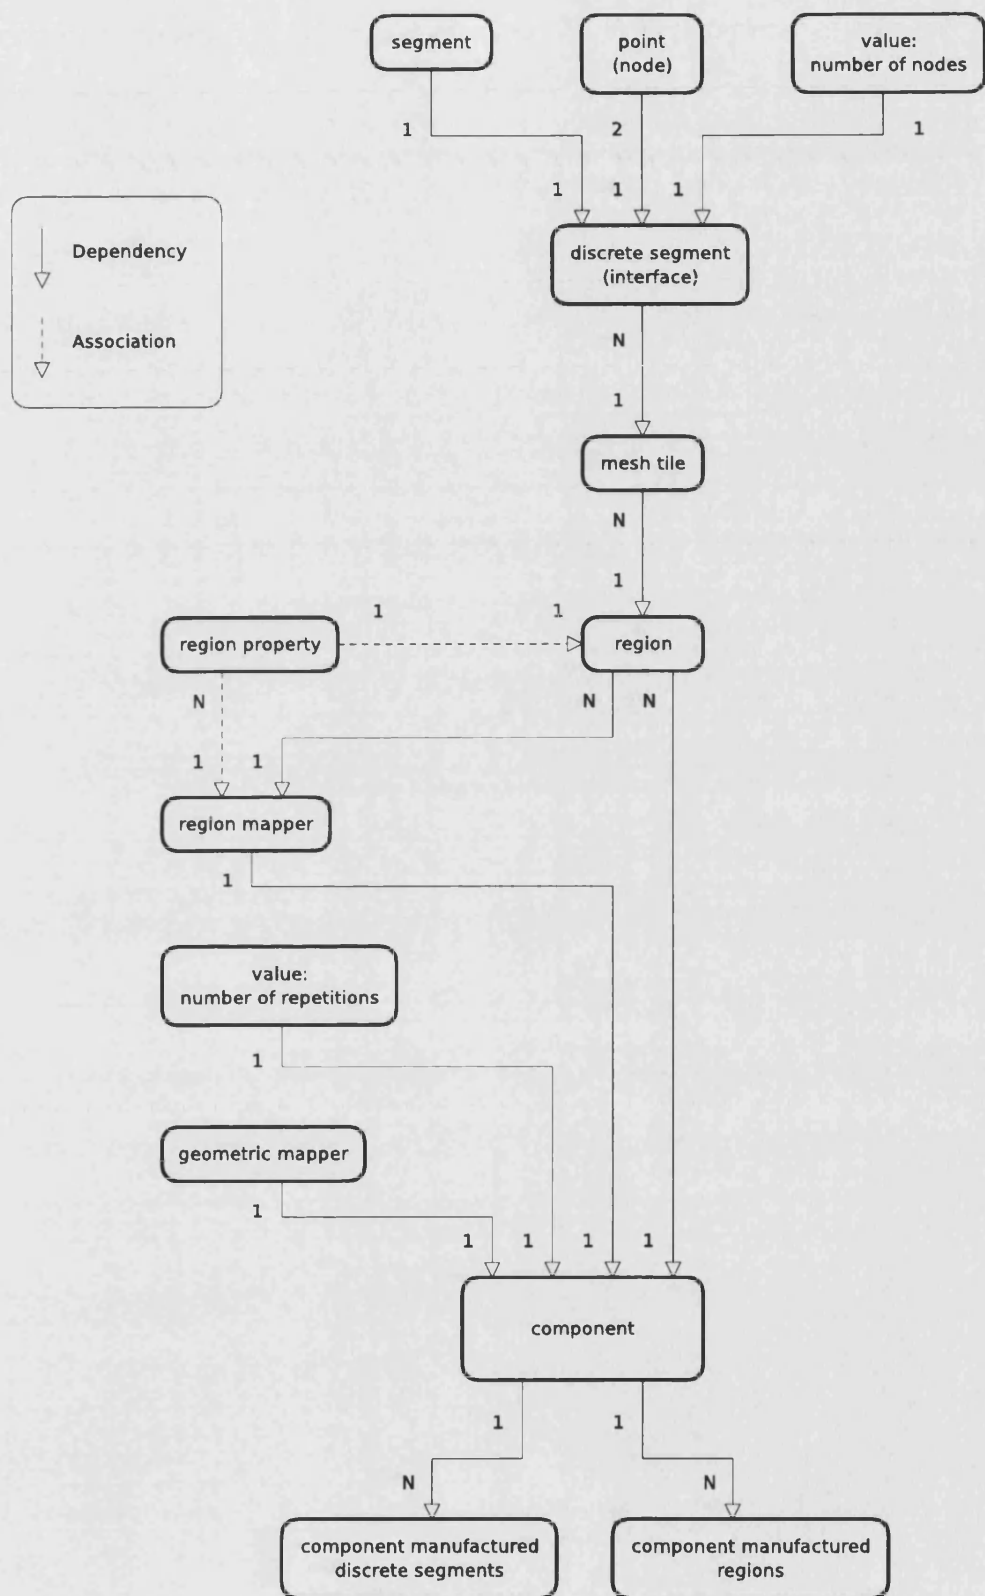 segment
point
(node)
value:
number of nodes
1
2
1
1
1
1
Dependency
Association
discrete segment
(interface)
N
1
mesh tile
N
1
region property
1
1
region
N
N
N
1
1
region mapper
1
value:
number of repetitions
1
geometric mapper
1
1
1
1
1
component
1
1
N
N
component manufactured
discrete segments
component manufactured
regions